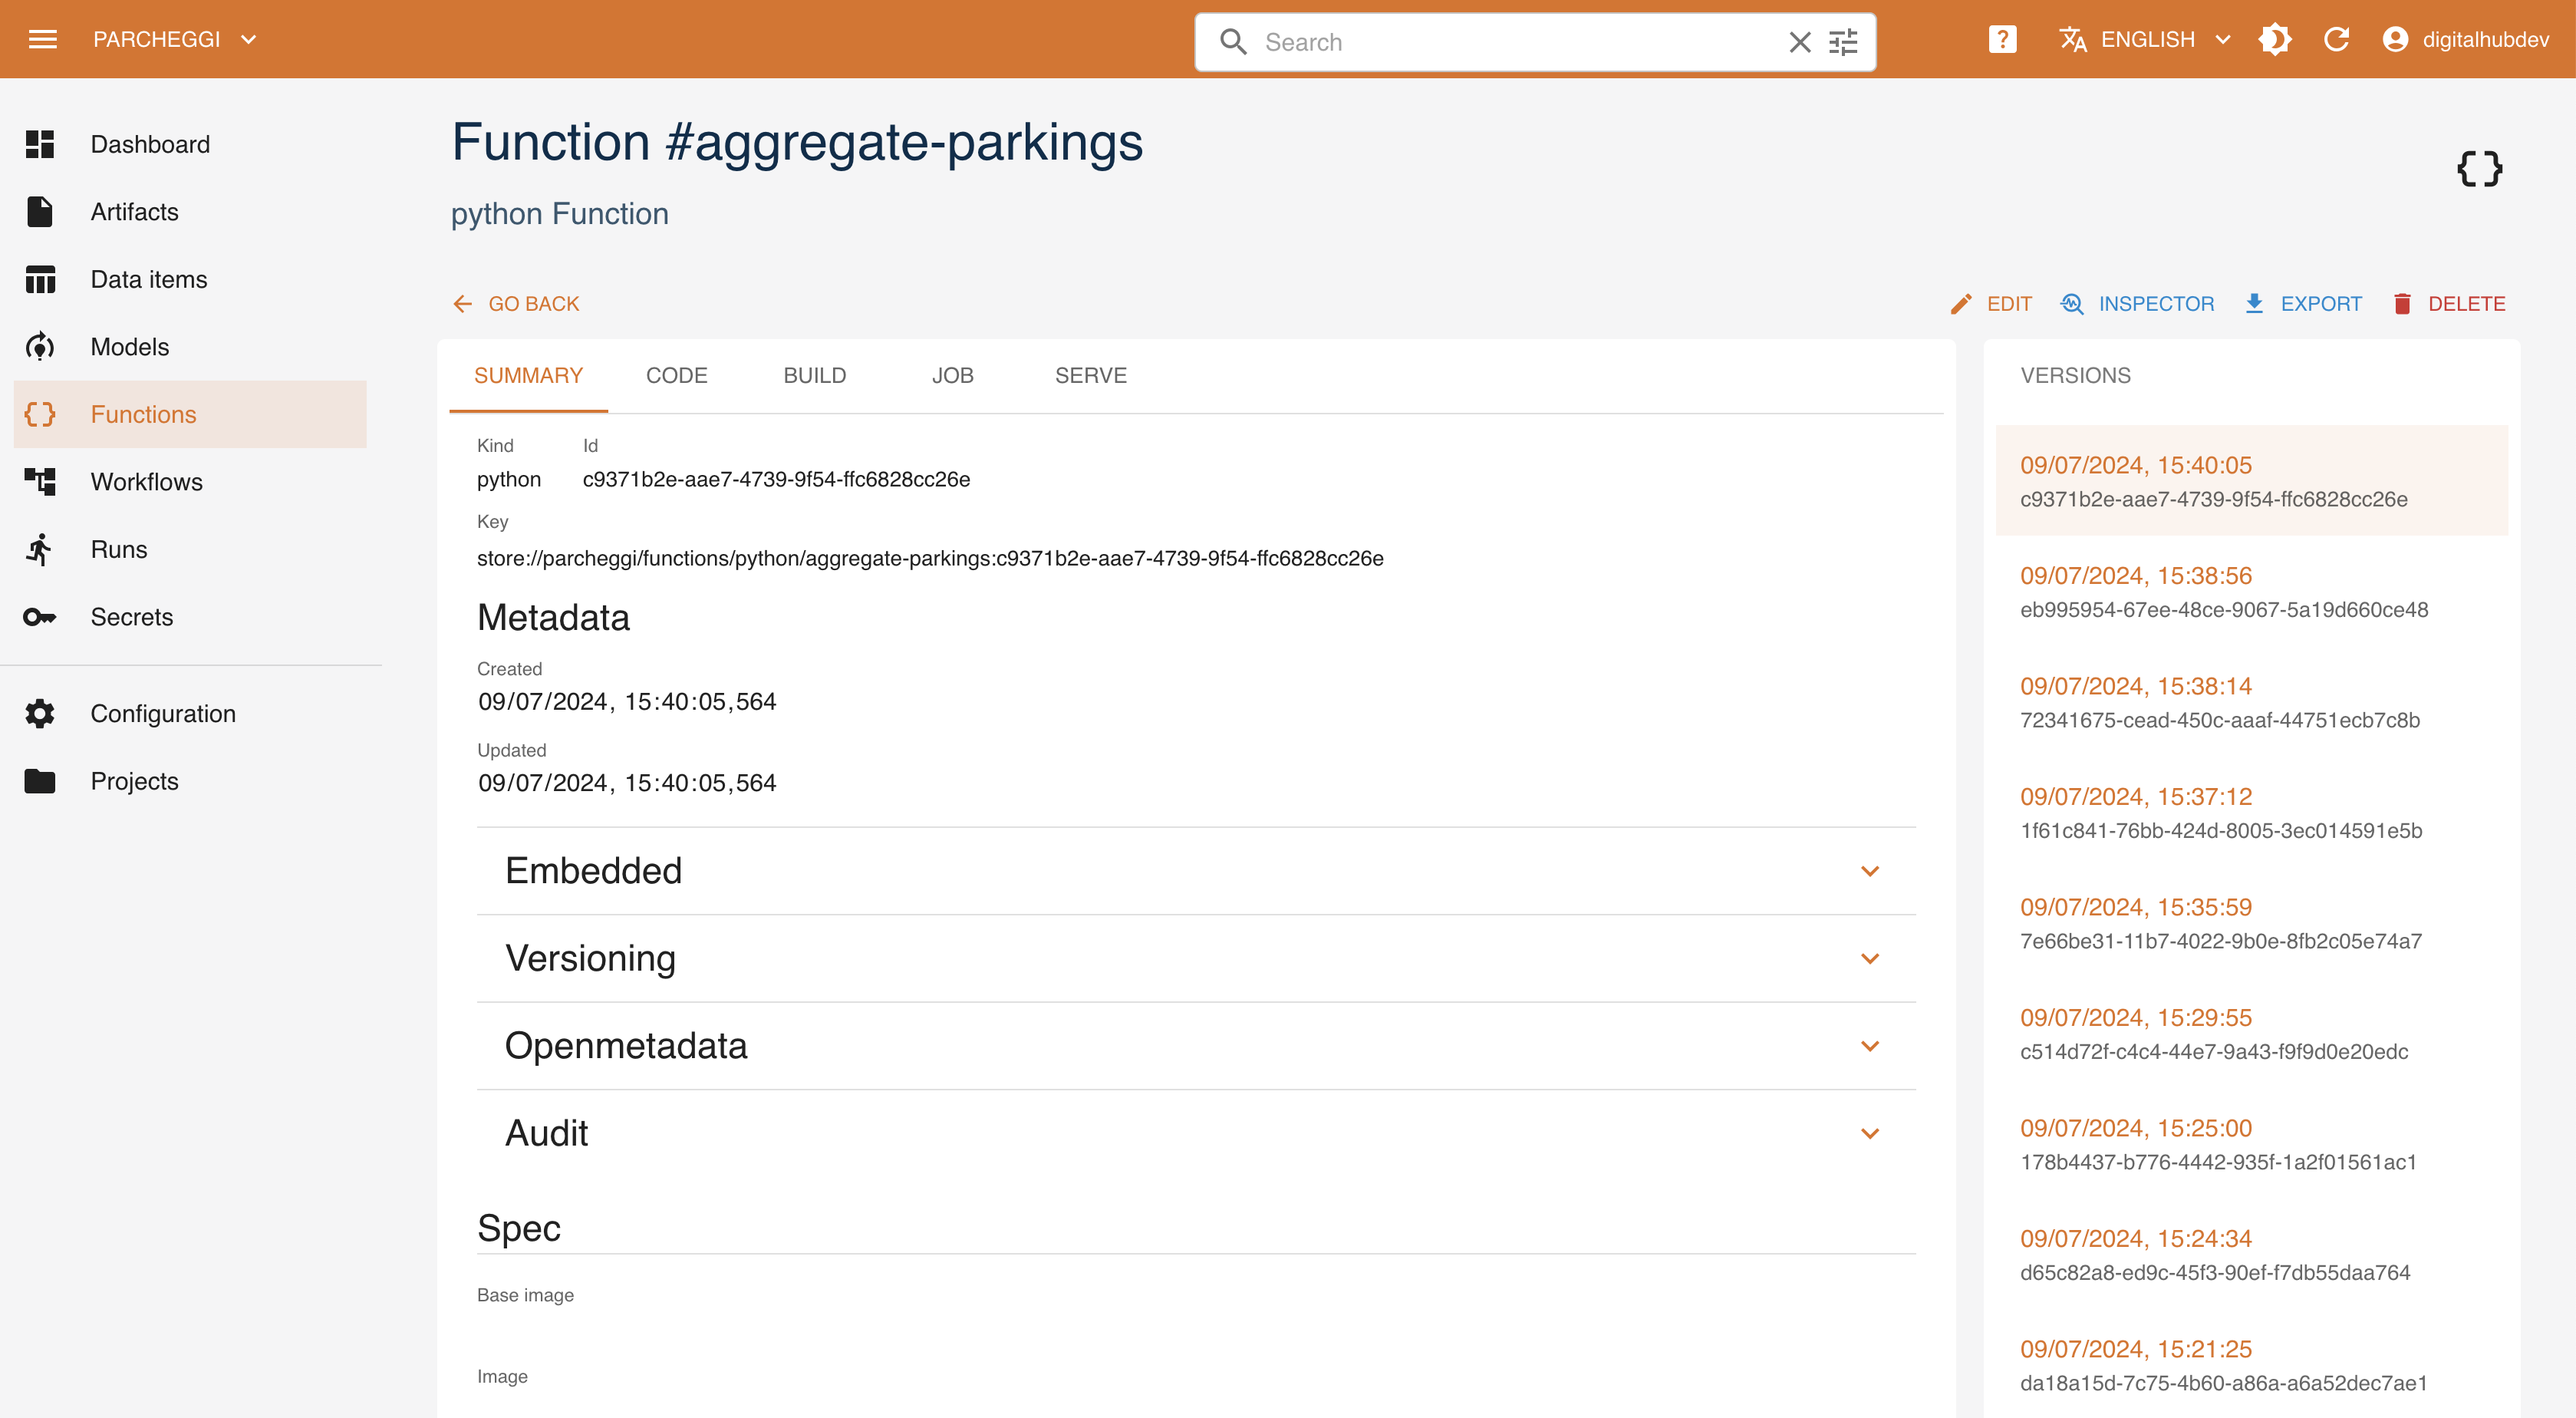 PARCHEGGI
Search
?
ENGLISH
digitalhubdev
Dashboard
Artifacts
Data items
Models
Functions
Workflows
Runs
Secrets
Configuration
Projects
Function #aggregate-parkings
python Function
GO BACK
EDIT
INSPECTOR
EXPORT
DELETE
SUMMARY
CODE
BUILD
JOB
SERVE
Kind
Id
python
c9371b2e-aae7-4739-9f54-ffc6828cc26e
Key
store://parcheggi/functions/python/aggregate-parkings:c9371b2e-aae7-4739-9f54-ffc6828cc26e
Metadata
Created
09/07/2024, 15:40:05,564
Updated
09/07/2024, 15:40:05,564
Embedded
Versioning
Openmetadata
Audit
Spec
Base image
Image
VERSIONS
09/07/2024, 15:40:05
c9371b2e-aae7-4739-9f54-ffc6828cc26e
09/07/2024, 15:38:56
eb995954-67ee-48ce-9067-5a19d660ce48
09/07/2024, 15:38:14
72341675-cead-450c-aaaf-44751ecb7c8b
09/07/2024, 15:37:12
1f61c841-76bb-424d-8005-3ec014591e5b
09/07/2024, 15:35:59
7e66be31-11b7-4022-9b0e-8fb2c05e74a7
09/07/2024, 15:29:55
c514d72f-c4c4-44e7-9a43-f9f9d0e20edc
09/07/2024, 15:25:00
178b4437-b776-4442-935f-1a2f01561ac1
09/07/2024, 15:24:34
d65c82a8-ed9c-45f3-90ef-f7db55daa764
09/07/2024, 15:21:25
da18a15d-7c75-4b60-a86a-a6a52dec7ae1